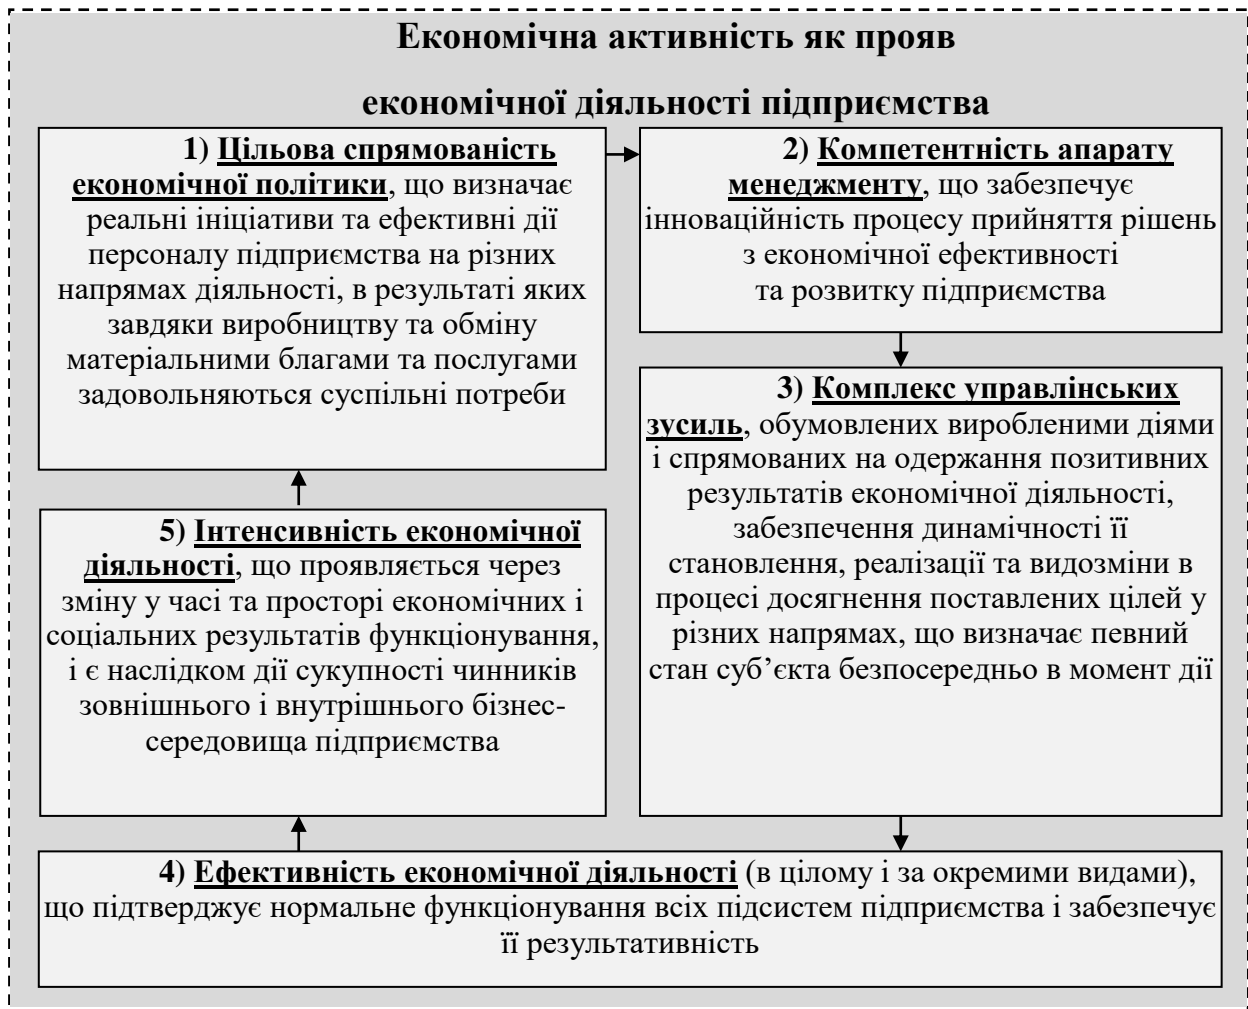 Економічна активність як прояв
економічної діяльності підприємства
1) Цільова спрямованість
економічної політики, що визначає
реальні ініціативи та ефективні дії
персоналу підприємства на різних
напрямах діяльності, в результаті яких
завдяки виробництву та обміну
матеріальними благами та послугами
задовольняються суспільні потреби
2) Компетентність апарату
менеджменту, що забезпечує
інноваційність процесу прийняття рішень
з економічної ефективності
та розвитку підприємства
3) Комплекс управлінських
зусиль, обумовлених виробленими діями
і спрямованих на одержання позитивних
результатів економічної діяльності,
забезпечення динамічності її
становлення, реалізації та видозміни в
процесі досягнення поставлених цілей у
різних напрямах, що визначає певний
стан суб’єкта безпосередньо в момент дії
4) Ефективність економічної діяльності (в цілому і за окремими видами),
що підтверджує нормальне функціонування всіх підсистем підприємства і забезпечує
її результативність
5) Інтенсивність економічної
діяльності, що проявляється через
зміну у часі та просторі економічних і
соціальних результатів функціонування,
і є наслідком дії сукупності чинників
зовнішнього і внутрішнього бізнес-
середовища підприємства